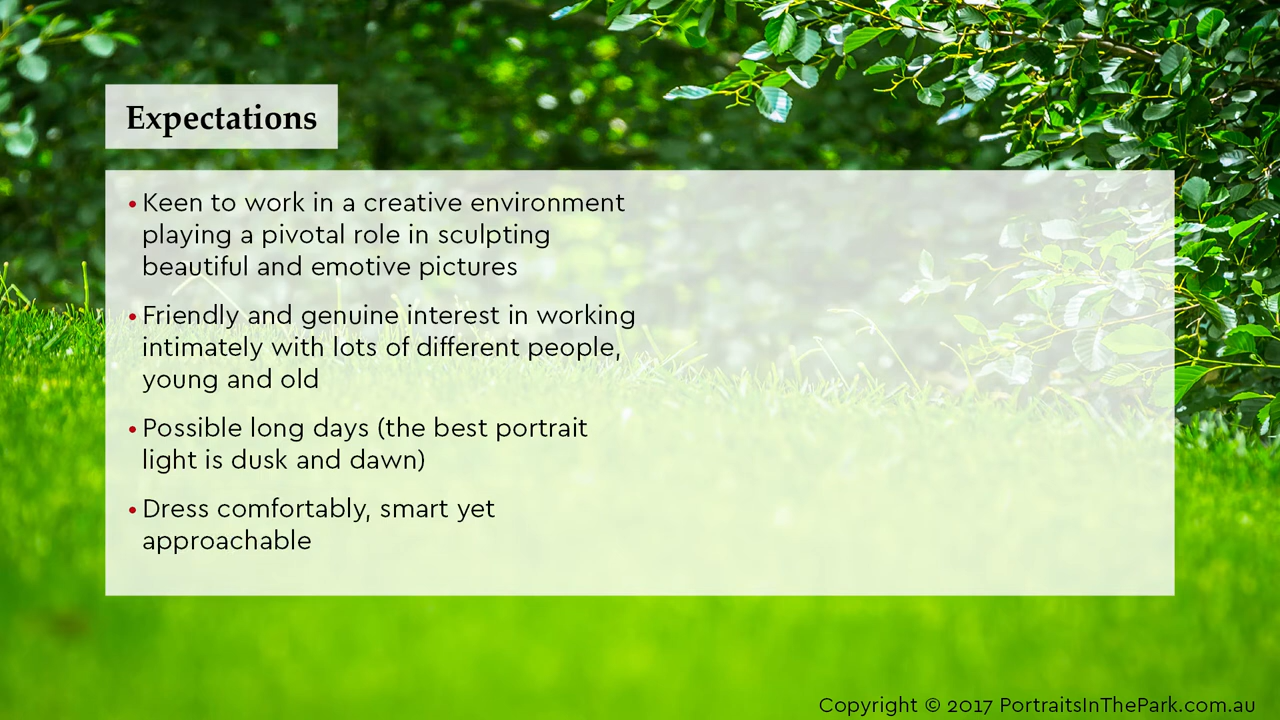 Expectations
• Keen to work in a creative environment
playing a pivotal role in sculpting
beautiful and emotive pictures
• Friendly and genuine interest in working
intimately with lots of different people,
young and old
• Possible long days (the best portrait
light is dusk and dawn)
• Dress comfortably, smart yet
approachable
Copyright © 2017 PortraitsInThePark.com.au